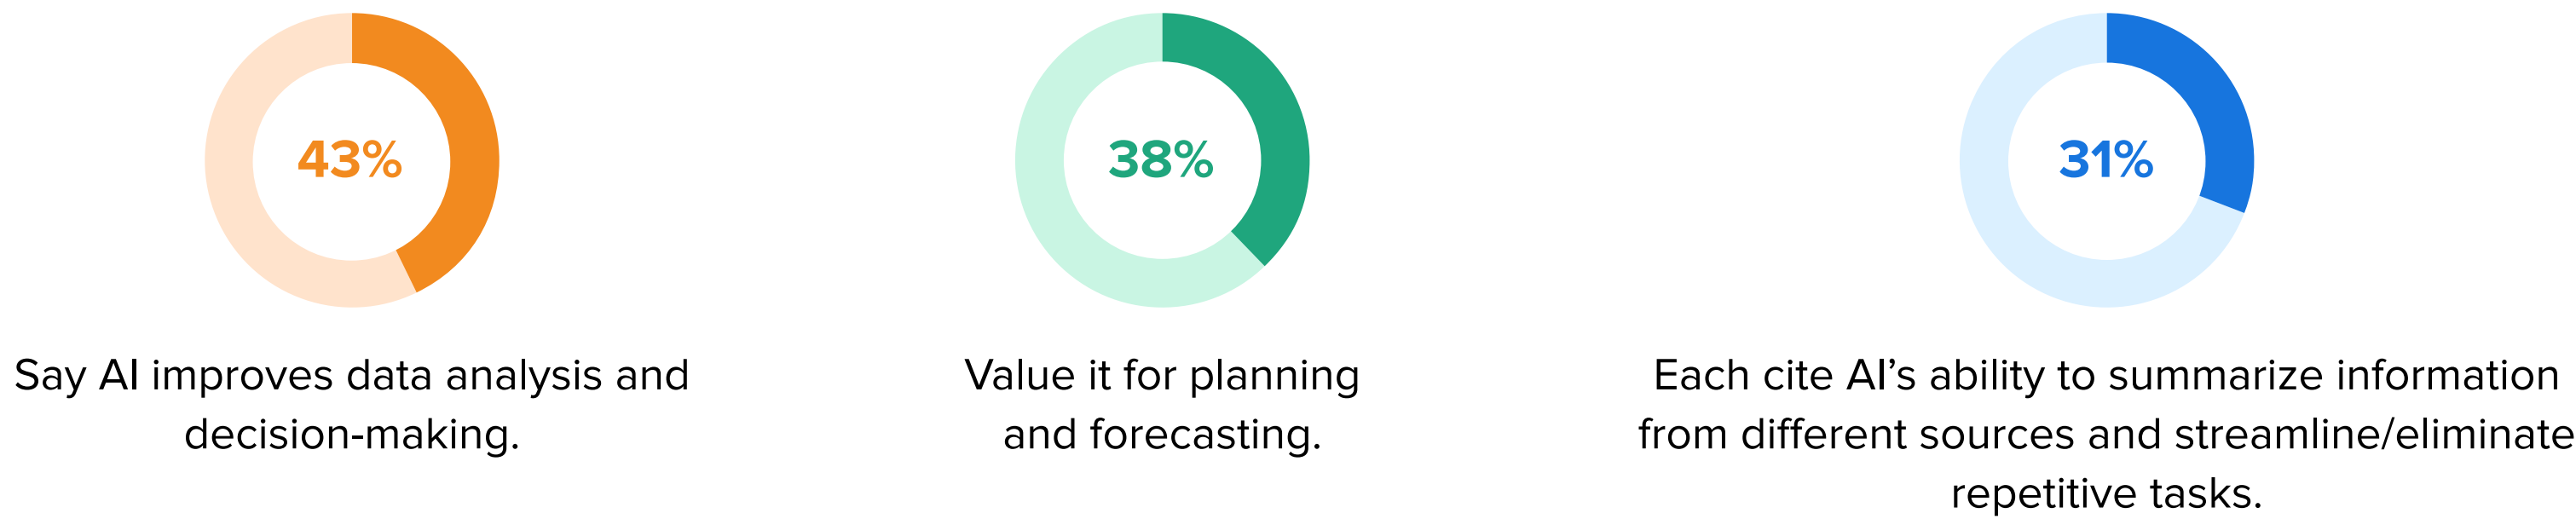 43%
Say AI improves data analysis and
decision-making.
38%
Value it for planning
and forecasting.
31%
Each cite AI’s ability to summarize information
from different sources and streamline/eliminate
repetitive tasks.